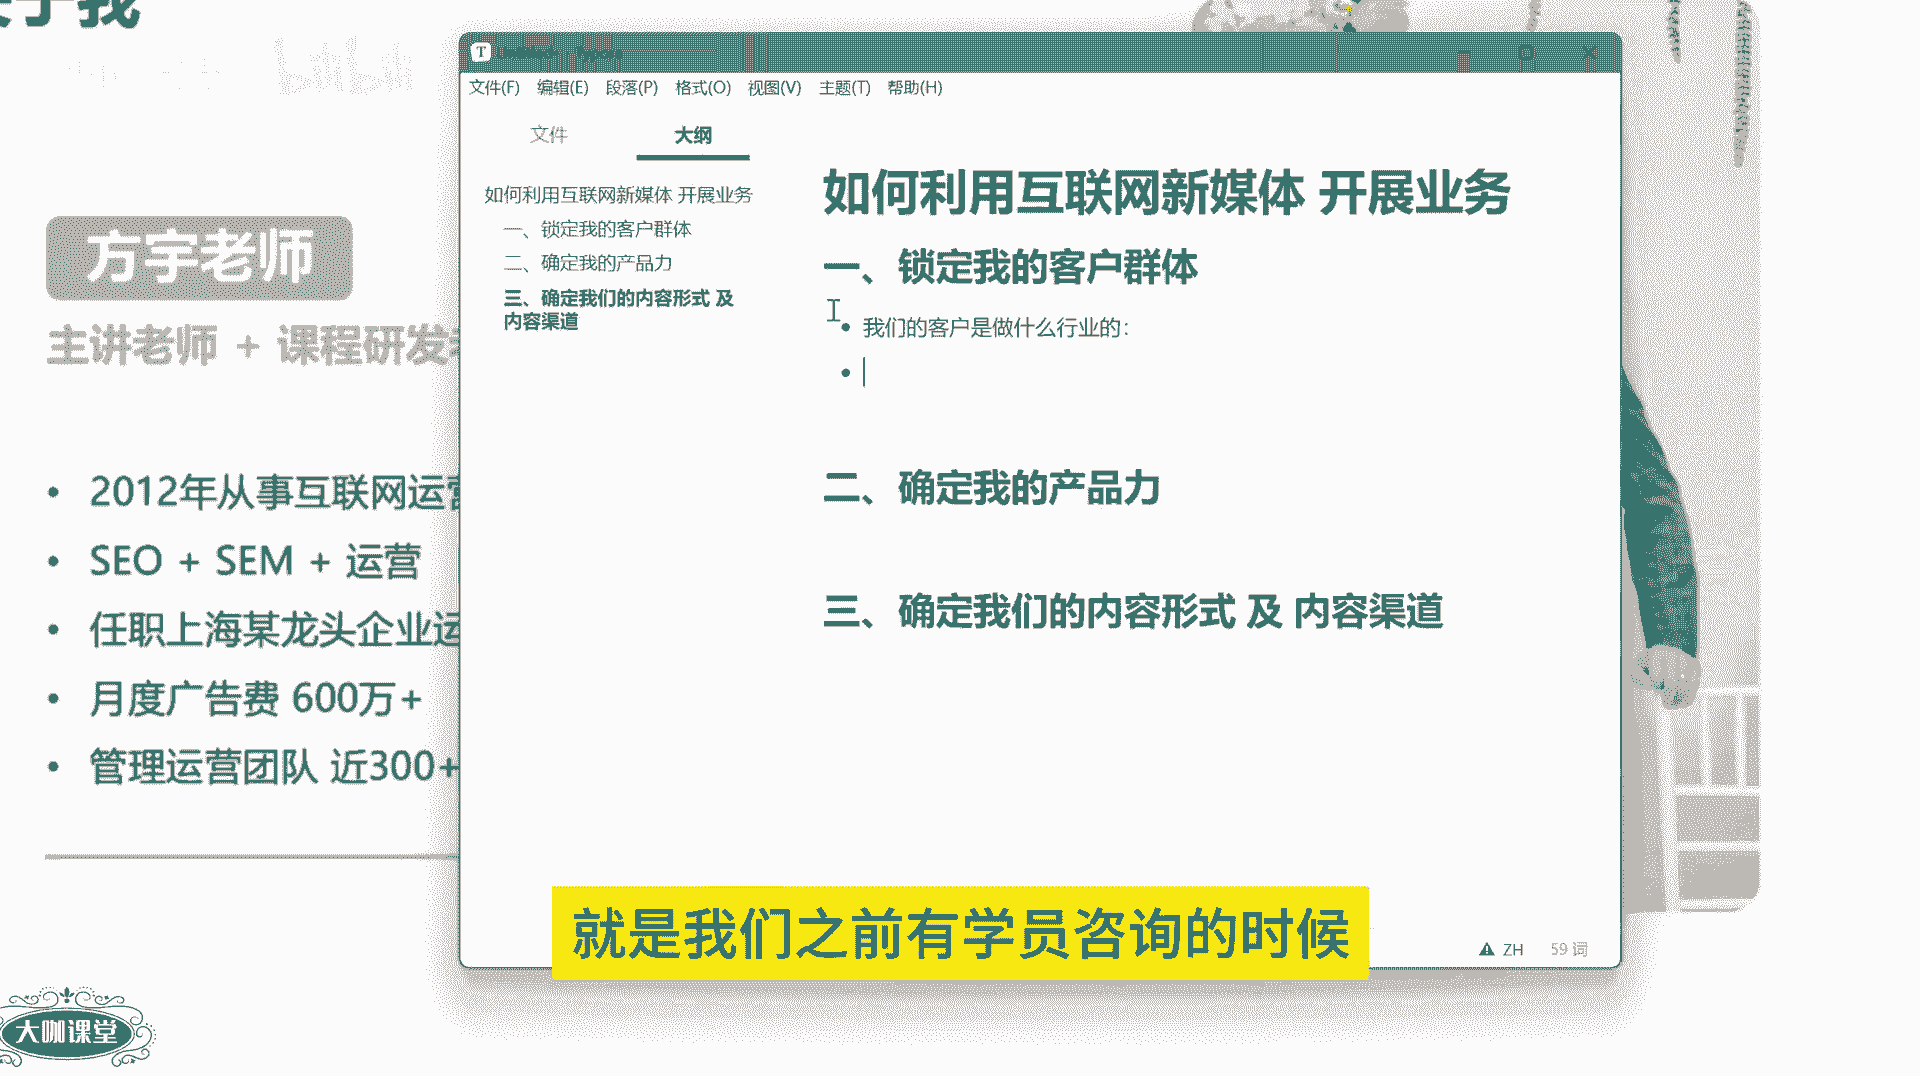 于我
bilibili
方宇老师
主讲老师 + 课程研发
2012年从事互联网运营
SEO + SEM + 运营
任职上海某龙头企业运
月度广告费 600万+
管理运营团队 近300+
大咖课堂
T
文件(F) 编辑(E) 段落(P) 格式(O) 视图(V) 主题(T) 帮助(H)
文件 大纲
如何利用互联网新媒体 开展业务
一、锁定我的客户群体
二、确定我的产品力
三、确定我们的内容形式 及
内容渠道
如何利用互联网新媒体 开展业务
一、锁定我的客户群体
我们的客户是做什么行业的：
二、确定我的产品力
三、确定我们的内容形式 及 内容渠道
ZH 59 词
就是我们之前有学员咨询的时候